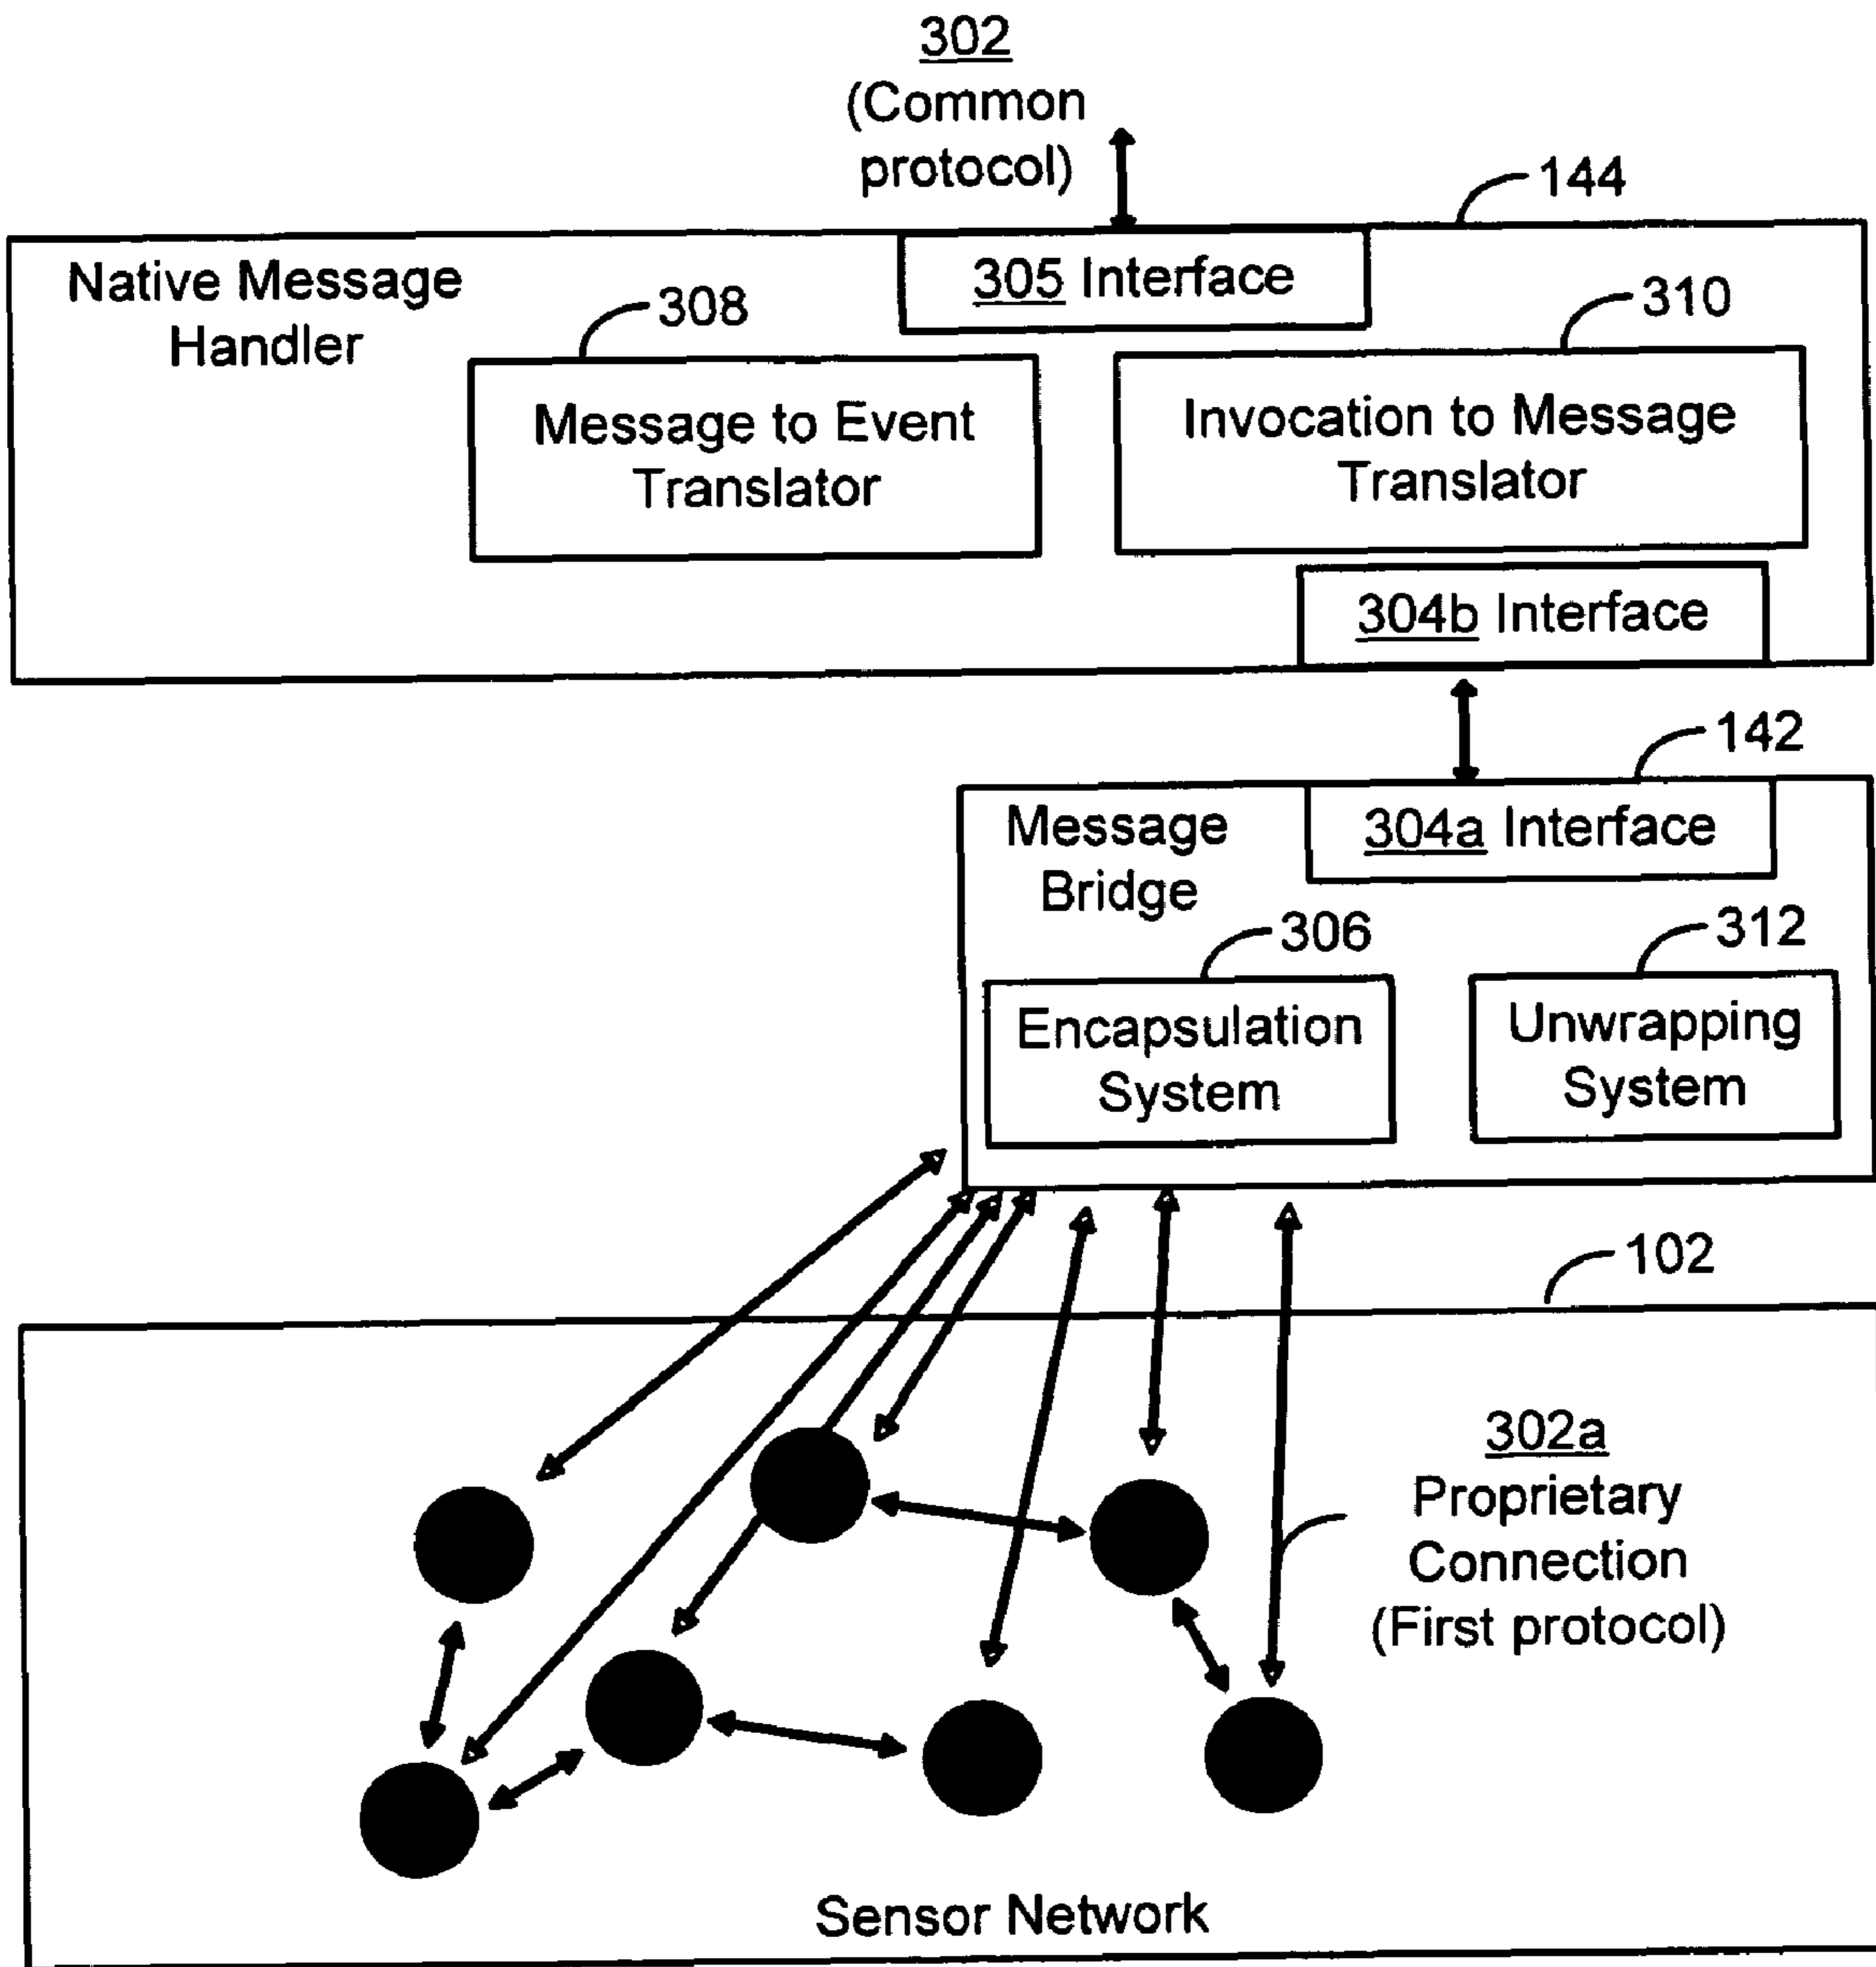 302
(Common
protocol)
144
Native Message
Handler
305 Interface
308
310
Message to Event
Translator
Invocation to Message
Translator
304b Interface
142
Message
Bridge
304a Interface
306
312
Encapsulation
System
Unwrapping
System
102
302a
Proprietary
Connection
(First protocol)
Sensor Network